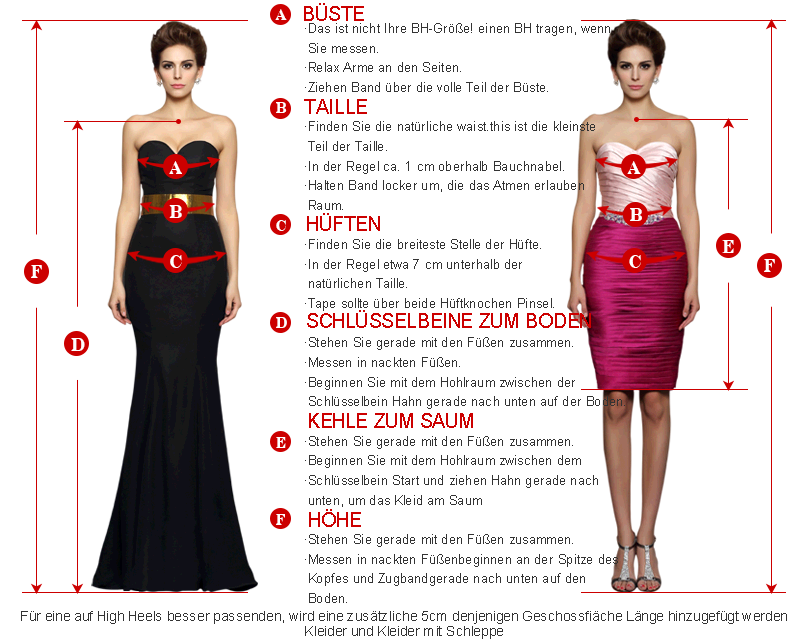 A BÜSTE
·Das ist nicht Ihre BH-Größe! einen BH tragen, wenn
Sie messen.
·Relax Arme an den Seiten.
·Ziehen Band über die volle Teil der Büste.
B TAILLE
·Finden Sie die natürliche waist.this ist die kleinste
Teil der Taille.
·In der Regel ca. 1 cm oberhalb Bauchnabel.
·Halten Band locker um, die das Atmen erlauben
Raum.
C HÜFTEN
·Finden Sie die breiteste Stelle der Hüfte.
·In der Regel etwa 7 cm unterhalb der
natürlichen Taille.
·Tape sollte über beide Hüftknochen Pinsel.
D SCHLÜSSELBEINE ZUM BODEN
·Stehen Sie gerade mit den Füßen zusammen.
·Messen in nackten Füßen.
·Beginnen Sie mit dem Hohlraum zwischen der
Schlüsselbein Hahn gerade nach unten auf der Boden.
KEHLE ZUM SAUM
E ·Stehen Sie gerade mit den Füßen zusammen.
·Beginnen Sie mit dem Hohlraum zwischen dem
·Schlüsselbein Start und ziehen Hahn gerade nach
unten, um das Kleid am Saum
F HÖHE
·Stehen Sie gerade mit den Füßen zusammen.
·Messen in nackten Füßenbeginnen an der Spitze des
Kopfes und Zugbandgerade nach unten auf den
Boden.
A
B
C
F
D
A
B
C
E
F
Für eine auf High Heels besser passenden, wird eine zusätzliche 5cm denjenigen Geschossfiäche Länge hinzugefügt werden
Kleider und Kleider mit Schleppe